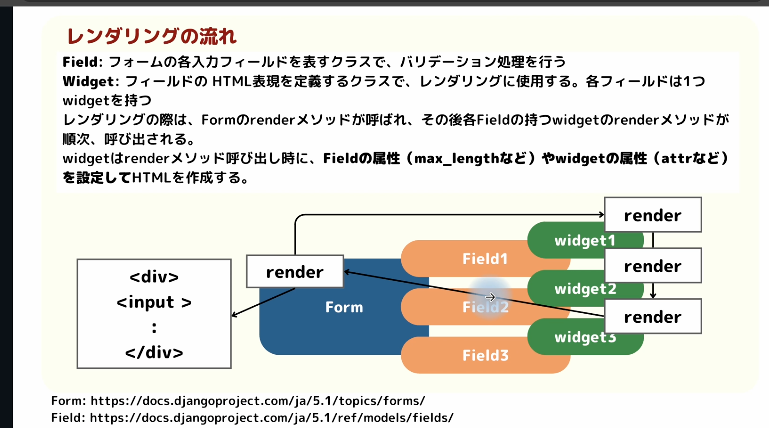 レンダリングの流れ
Field: フォームの各入力フィールドを表すクラスで、バリデーション処理を行う
Widget: フィールドの HTML表現を定義するクラスで、レンダリングに使用する。各フィールドは1つ
widgetを持つ
レンダリングの際は、Formのrenderメソッドが呼ばれ、その後各Fieldの持つwidgetのrenderメソッドが
順次、呼び出される。
widgetはrenderメソッド呼び出し時に、Fieldの属性（max_lengthなど）やwidgetの属性（attrなど）
を設定してHTMLを作成する。
render
widget1
Field1
render
render
<div>
<input >
:
</div>
Form
Field2
widget2
render
widget3
Field3
Form: https://docs.djangoproject.com/ja/5.1/topics/forms/
Field: https://docs.djangoproject.com/ja/5.1/ref/models/fields/